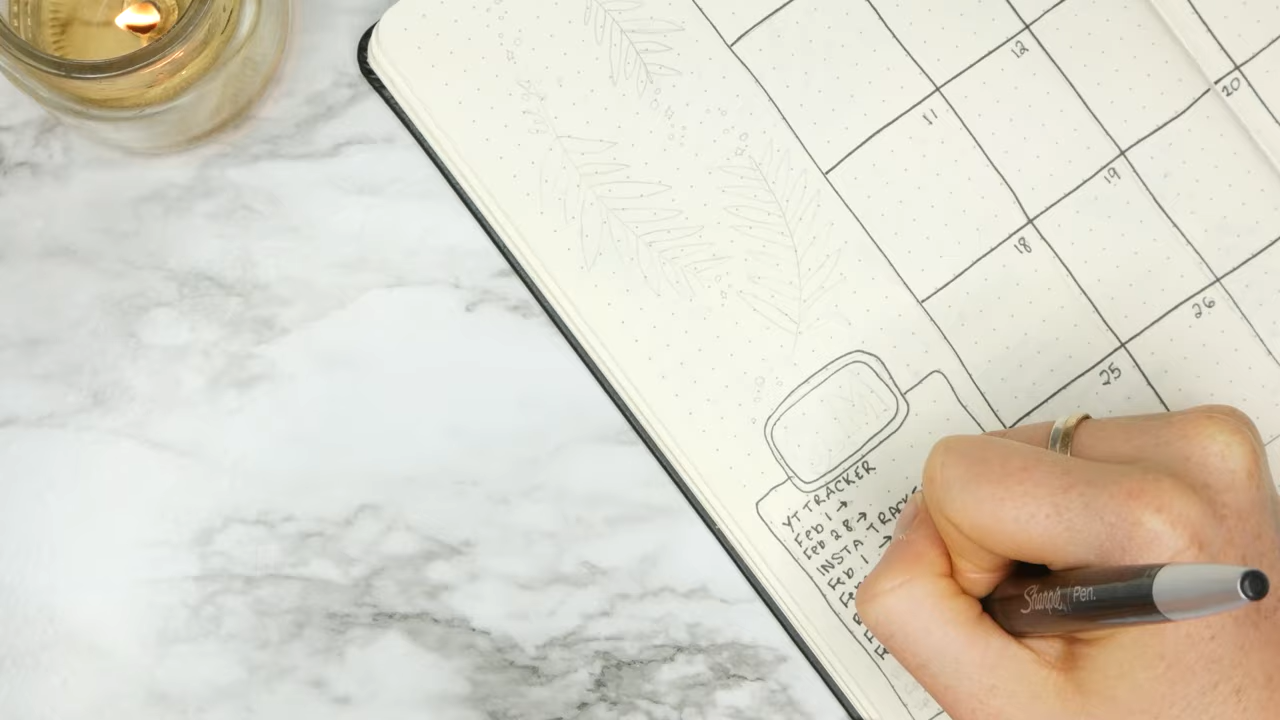 12
20
11
19
18
26
25
YT TRACKER
Feb 1 →
Feb 28 →
INSTA TRACK
Feb 1 →
Feb
Sharpie Pen.